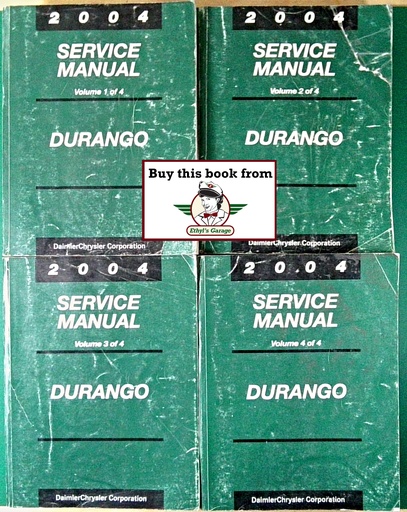 2004
SERVICE
MANUAL
Volume 1 of 4
DURANGO
DaimlerChrysler Corporation
2004
SERVICE
MANUAL
Volume 2 of 4
DURANGO
DaimlerChrysler Corporation
Buy this book from
Ethyl's Garage
2004
SERVICE
MANUAL
Volume 3 of 4
DURANGO
DaimlerChrysler Corporation
2004
SERVICE
MANUAL
Volume 4 of 4
DURANGO
DaimlerChrysler Corporation